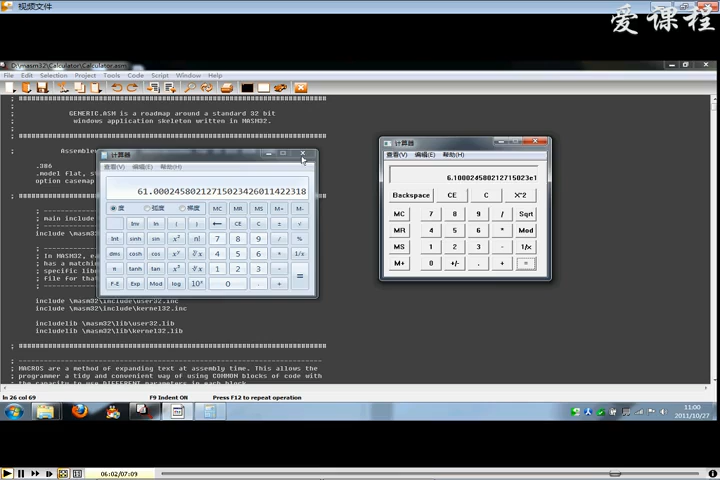 视频文件
爱课程
D:\masm32\Calculator\Calculator.asm
File Edit Selection Project Tools Code Script Window Help
; ########################################################################
; GENERIC.ASM is a roadmap around a standard 32 bit
; windows application skeleton written in MASM32.
; ########################################################################
; Assemble
.386
.model flat, s
option casemap
; ########################################################################
; main include
include \masm3
; In MASM32, ea
; has a matchin
; specific libr
; file for that
include \masm32\include\user32.inc
include \masm32\include\kernel32.inc
includelib \masm32\lib\user32.lib
includelib \masm32\lib\kernel32.lib
; ########################################################################
; MACROS are a method of expanding text at assembly time. This allows the
; programmer a tidy and convenient way of using COMMON blocks of code with
; the capacity to use DIFFERENT parameters in each block.
计算器
查看(V) 编辑(E) 帮助(H)
61.000245802127150234260114223​18
度 弧度 梯度 MC MR MS M+ M-
Inv ln ( ) ← CE C ± √
Int sinh sin x² n! 7 8 9 / %
dms cosh cos xʸ ʸ√x 4 5 6 * 1/x
π tanh tan x³ ³√x 1 2 3 - =
F-E Exp Mod log 10ˣ 0 . +
计算器
查看(V) 编辑(E) 帮助(H)
6.100024580212715023e1
Backspace CE C X^2
MC 7 8 9 / Sqrt
MR 4 5 6 * Mod
MS 1 2 3 - 1/x
M+ 0 +/- . + =
ln 26 col 69 F9 Indent ON Press F12 to repeat operation
11:00
2011/10/27
06:02/07:09